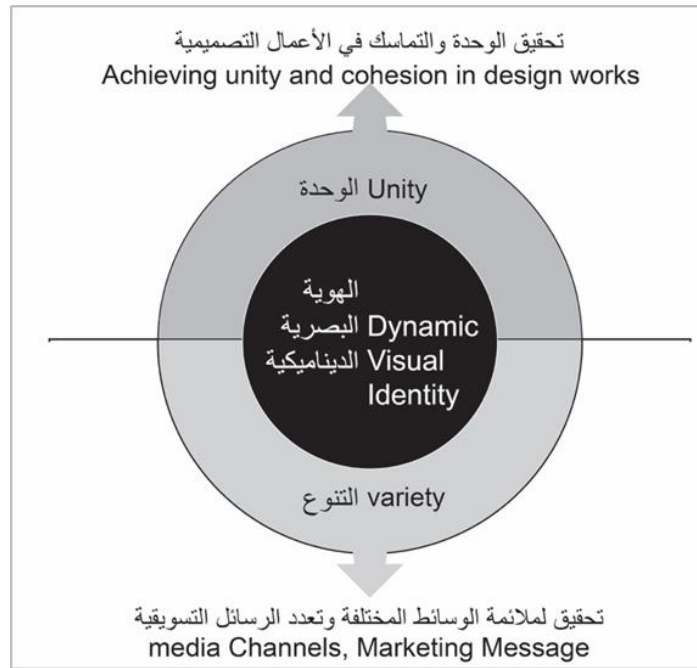 تحقيق الوحدة والتماسك في الأعمال التصميمية
Achieving unity and cohesion in design works
الوحدة Unity
الهوية
البصرية Dynamic
الديناميكية Visual
Identity
التنوع variety
تحقيق لملائمة الوسائط المختلفة وتعدد الرسائل التسويقية
media Channels, Marketing Message